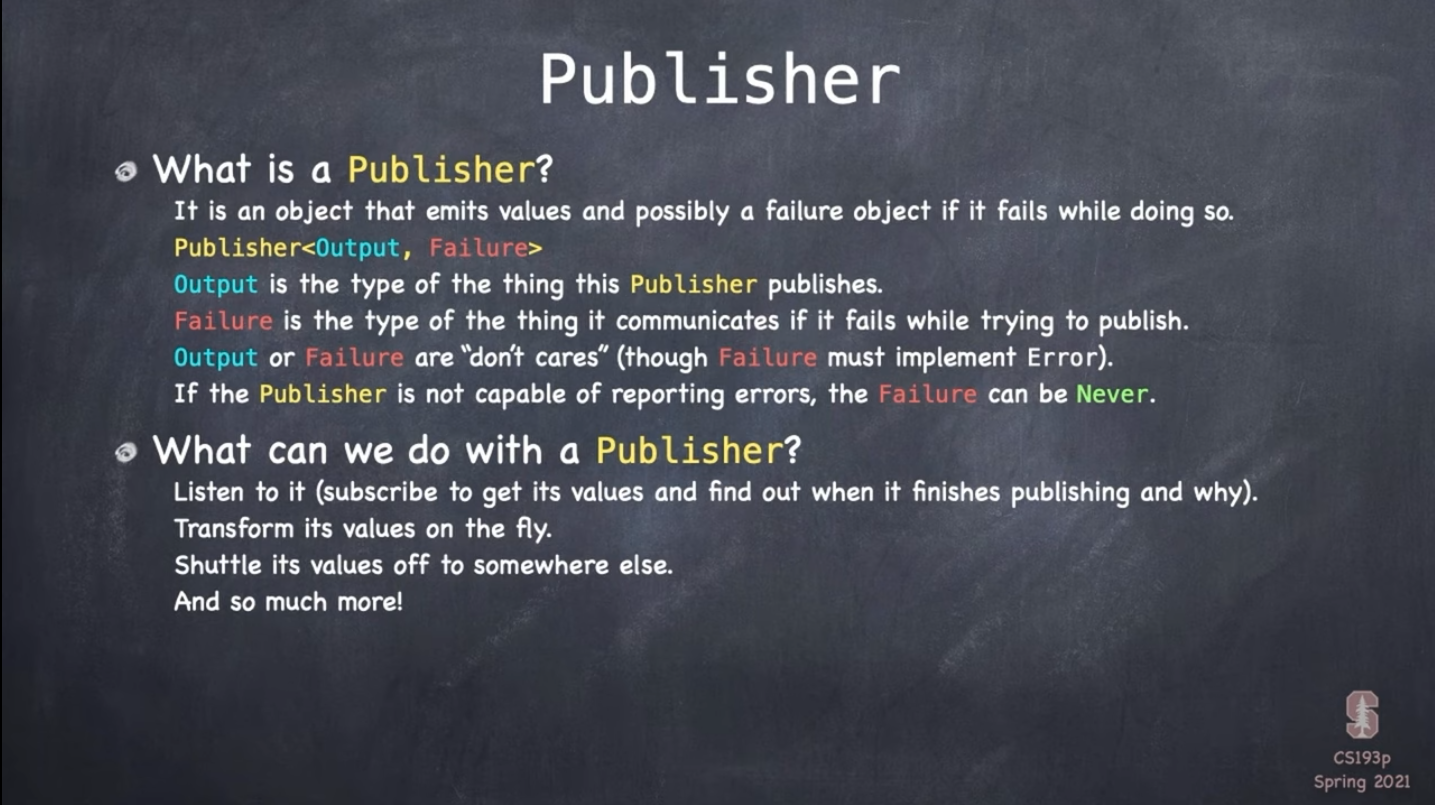 Publisher
What is a Publisher?
It is an object that emits values and possibly a failure object if it fails while doing so.
Publisher<Output, Failure>
Output is the type of the thing this Publisher publishes.
Failure is the type of the thing it communicates if it fails while trying to publish.
Output or Failure are “don’t cares” (though Failure must implement Error).
If the Publisher is not capable of reporting errors, the Failure can be Never.
What can we do with a Publisher?
Listen to it (subscribe to get its values and find out when it finishes publishing and why).
Transform its values on the fly.
Shuttle its values off to somewhere else.
And so much more!
S
CS193p
Spring 2021